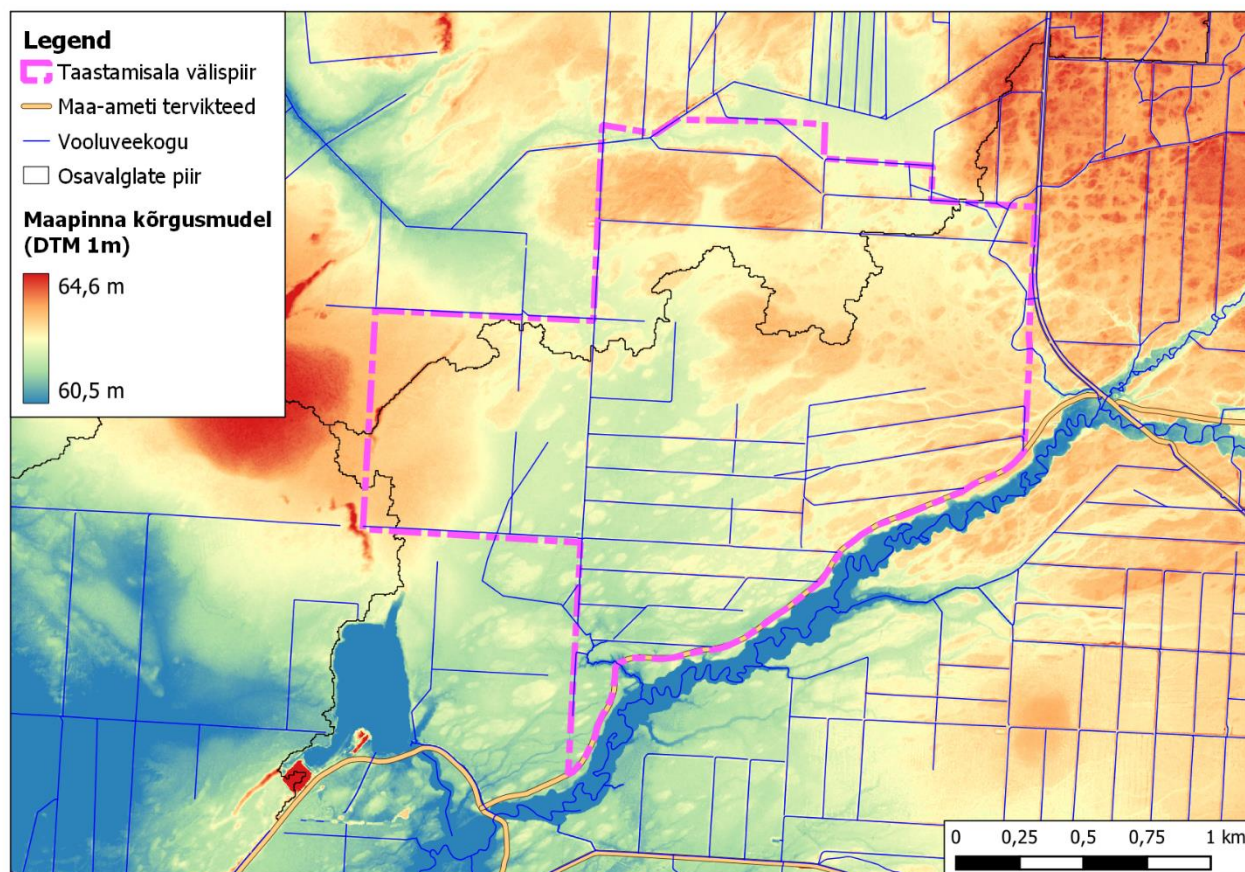 Legend
Taastamisala välispiir
Maa-ameti tervikteed
Vooluveekogu
Osavalglate piir
Maapinna kõrgusmudel
(DTM 1m)
64,6 m
60,5 m
0 0,25 0,5 0,75 1 km